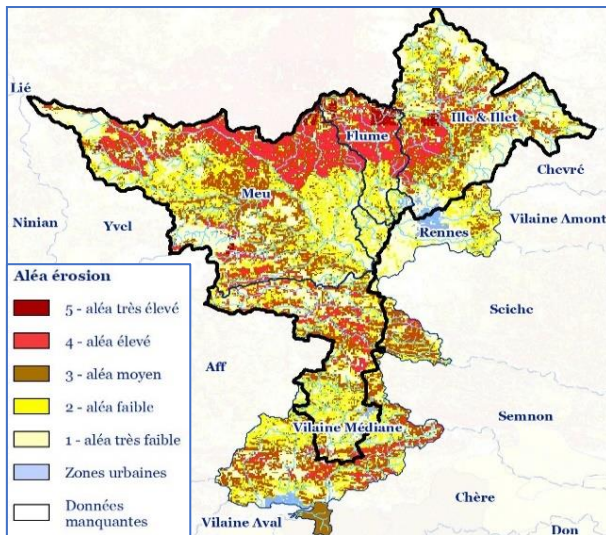 Lié
Flume
Ille & Illet
Chevré
Meu
Ninian
Yvel
Rennes
Vilaine Amont
Aléa érosion
5 - aléa très élevé
4 - aléa élevé
3 - aléa moyen
2 - aléa faible
1 - aléa très faible
Zones urbaines
Données
manquantes
Seiche
Aff
Semnon
Vilaine Médiane
Chère
Vilaine Aval
Don